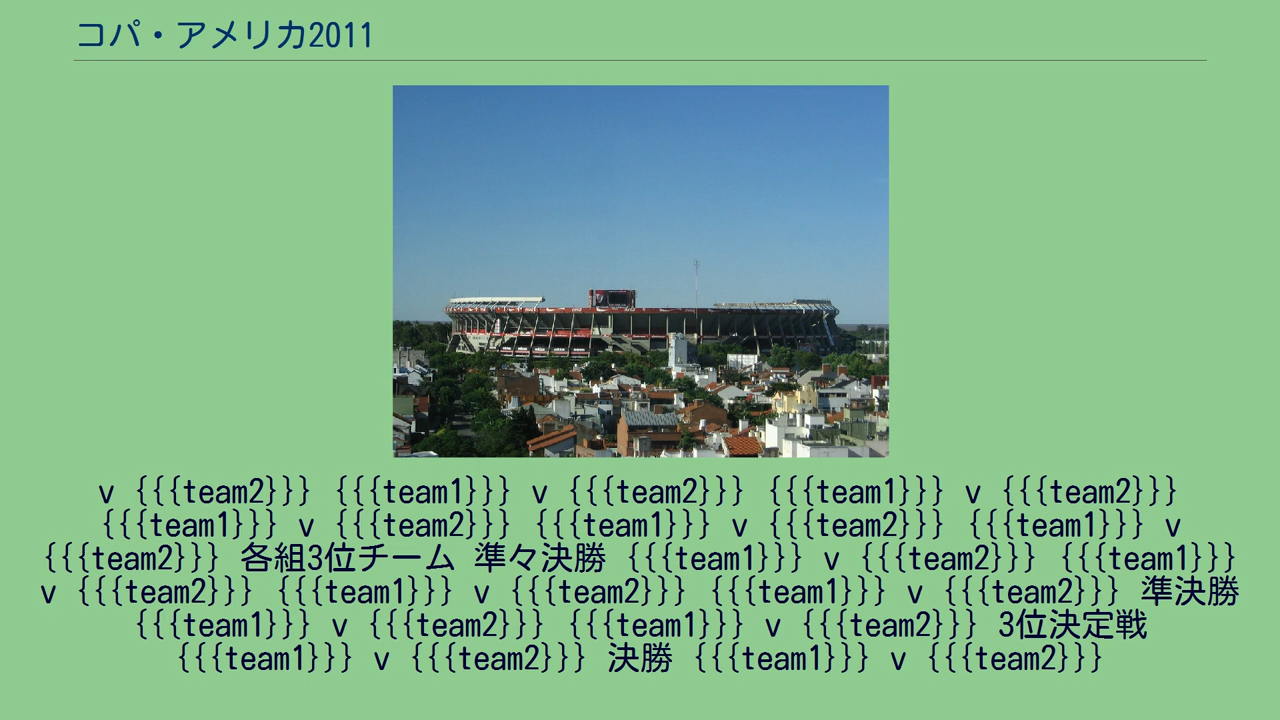 コパ・アメリカ2011
v {{{team2}}} {{{team1}}} v {{{team2}}} {{{team1}}} v {{{team2}}}
{{{team1}}} v {{{team2}}} {{{team1}}} v {{{team2}}} {{{team1}}} v
{{{team2}}} 各組3位チーム 準々決勝 {{{team1}}} v {{{team2}}} {{{team1}}}
v {{{team2}}} {{{team1}}} v {{{team2}}} {{{team1}}} v {{{team2}}} 準決勝
{{{team1}}} v {{{team2}}} {{{team1}}} v {{{team2}}} 3位決定戦
{{{team1}}} v {{{team2}}} 決勝 {{{team1}}} v {{{team2}}}